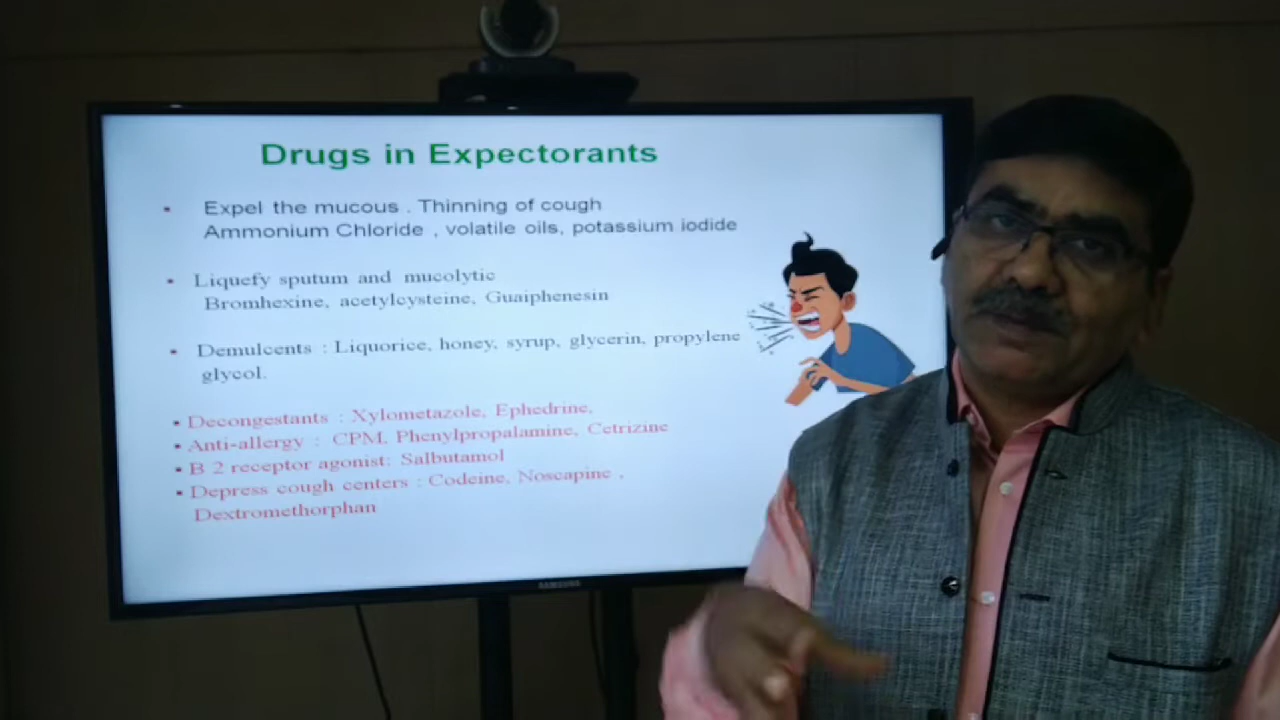 Drugs in Expectorants
▪ Expel the mucous . Thinning of cough
Ammonium Chloride , volatile oils, potassium iodide
▪ Liquefy sputum and mucolytic
Bromhexine, acetylcysteine, Guaiphenesin
▪ Demulcents : Liquorice, honey, syrup, glycerin, propylene
glycol.
▪ Decongestants : Xylometazole, Ephedrine,
▪ Anti-allergy : CPM, Phenylpropalamine, Cetrizine
▪ B 2 receptor agonist: Salbutamol
▪ Depress cough centers : Codeine, Noscapine ,
Dextromethorphan
SAMSUNG